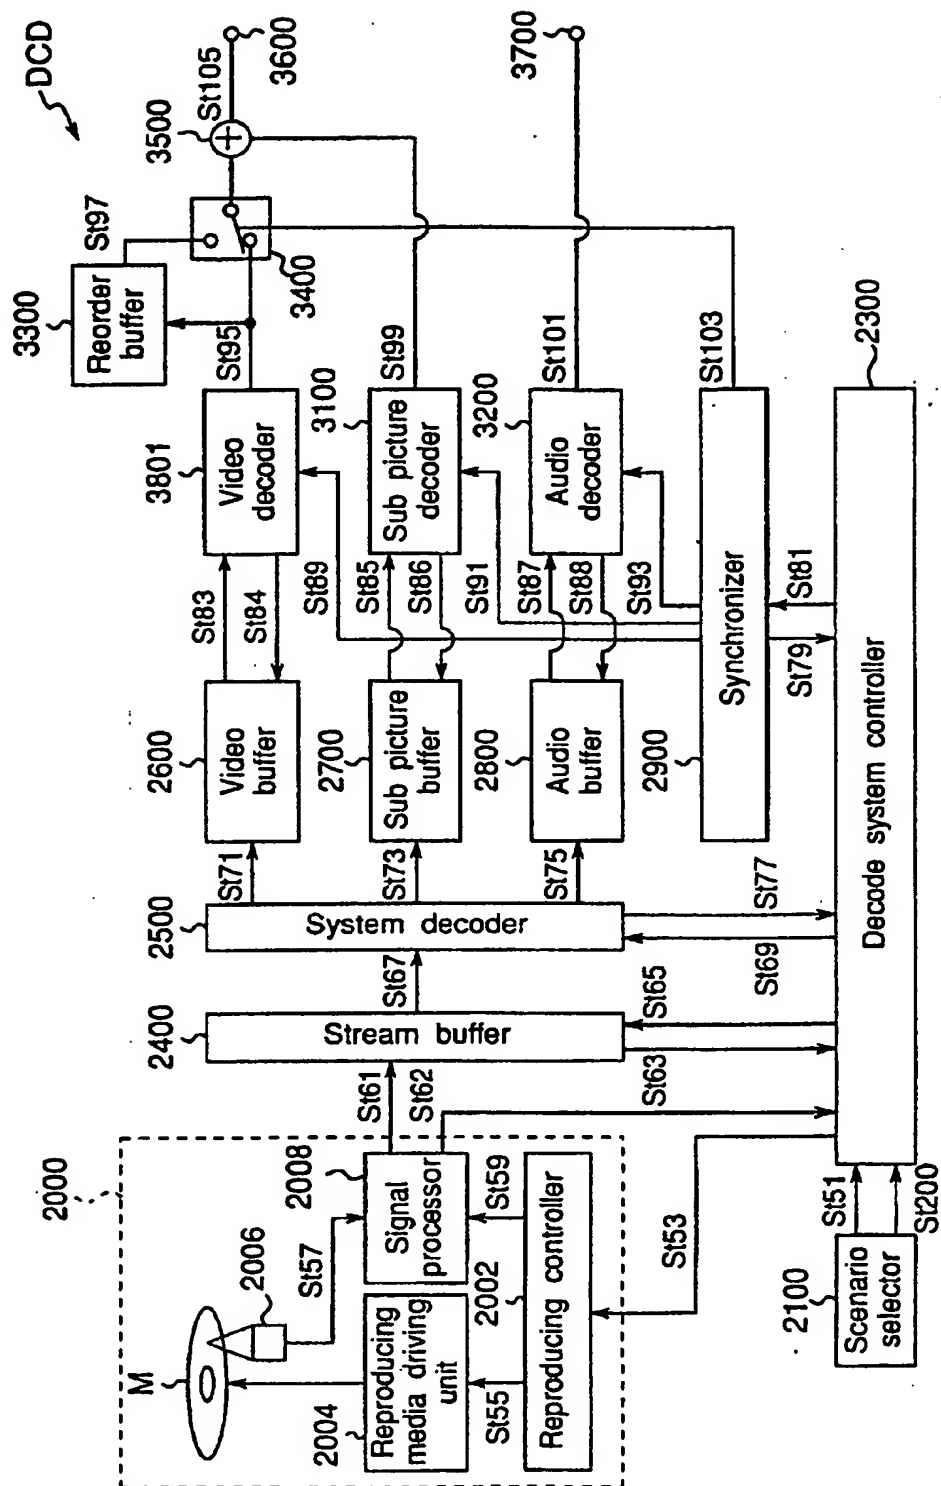 DCD
3300
Reorder
buffer
St97
3500
St105
3600
3400
3700
2600
Video
buffer
St83
St84
3801
Video
decoder
St95
St71
St89
2700
Sub picture
buffer
St85
St86
3100
Sub picture
decoder
St99
St73
St91
2800
Audio
buffer
St87
St88
3200
Audio
decoder
St101
St75
St93
2900
Synchronizer
St103
St79
St81
2300
Decode system controller
2500
System decoder
St67
St77
St69
2400
Stream buffer
St65
St63
St61
St62
2000
M
2006
St57
2008
Signal
processor
St59
2004
Reproducing
media driving
unit
St55
2002
Reproducing controller
St53
2100
Scenario
selector
St51
St200